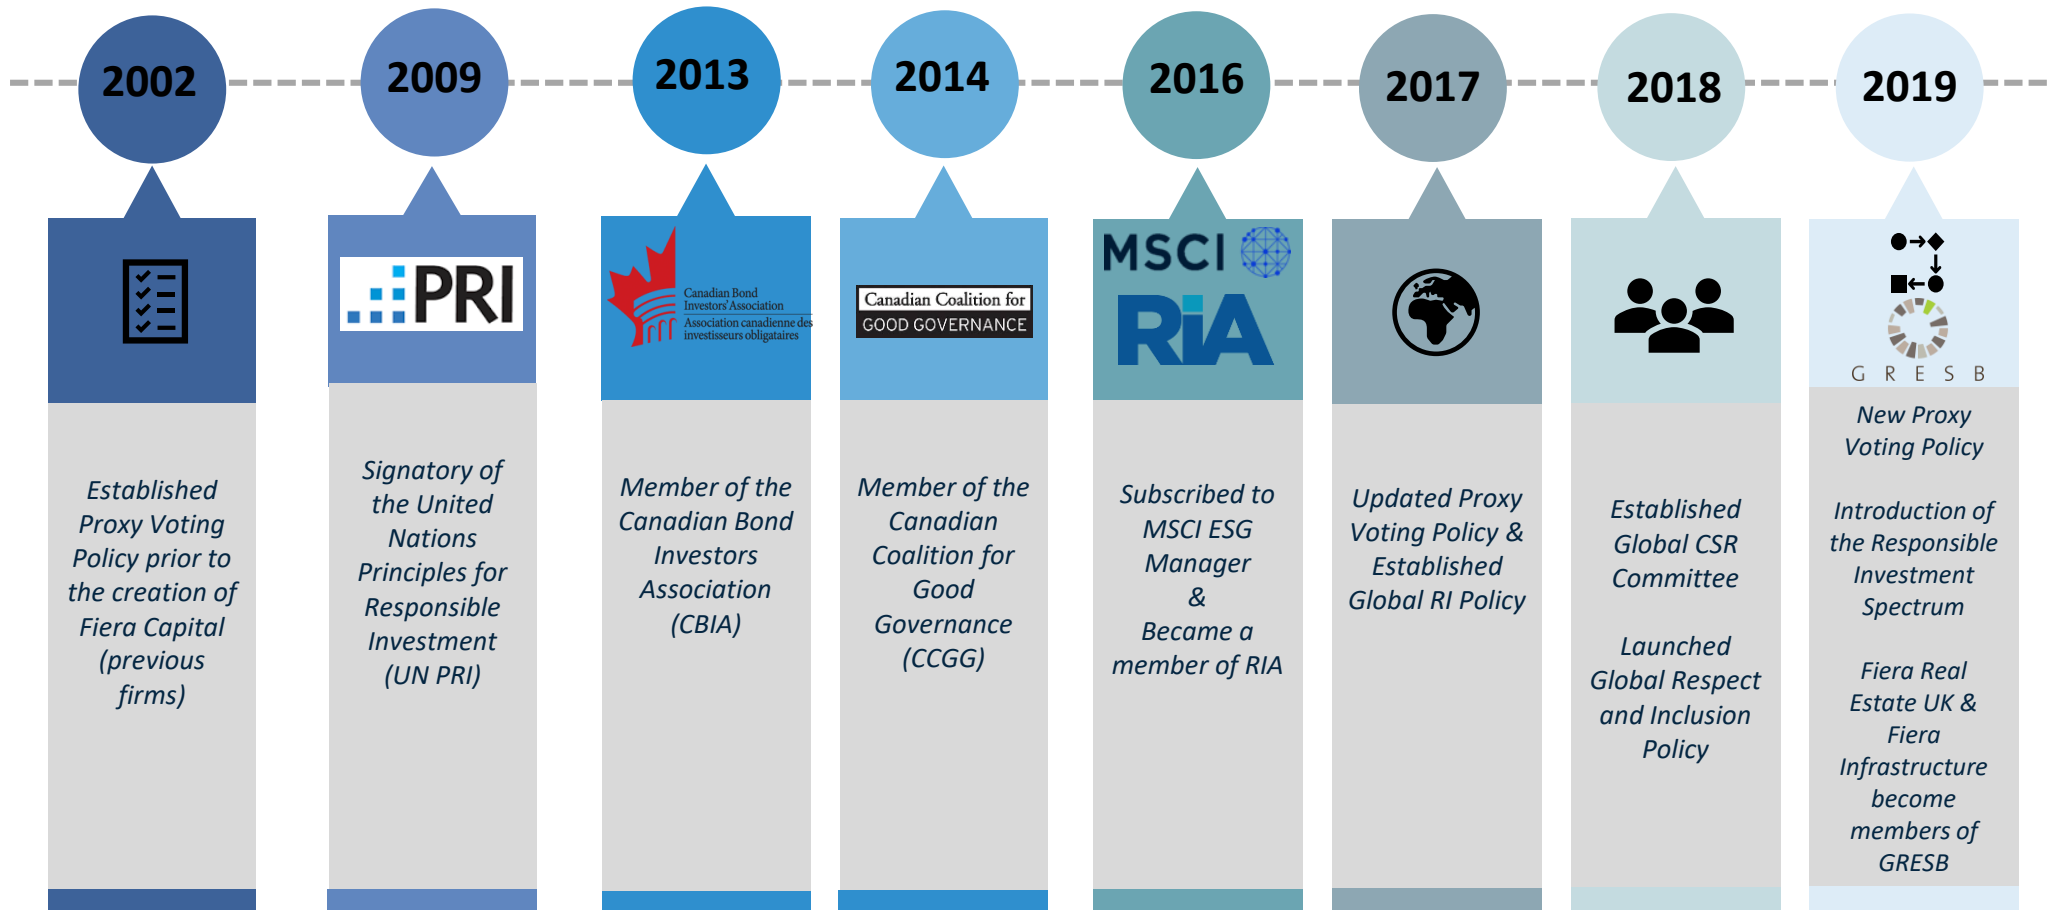 2002
2009
2013
2014
2016
2017
2018
2019
PRI
Canadian Bond
Investors' Association
Association canadienne des
investisseurs obligataires
Canadian Coalition for
GOOD GOVERNANCE
MSCI
RiA
GRESB
Established
Proxy Voting
Policy prior to
the creation of
Fiera Capital
(previous
firms)
Signatory of
the United
Nations
Principles for
Responsible
Investment
(UN PRI)
Member of the
Canadian Bond
Investors
Association
(CBIA)
Member of the
Canadian
Coalition for
Good
Governance
(CCGG)
Subscribed to
MSCI ESG
Manager
&
Became a
member of RIA
Updated Proxy
Voting Policy &
Established
Global RI Policy
Established
Global CSR
Committee
Launched
Global Respect
and Inclusion
Policy
New Proxy
Voting Policy
Introduction of
the Responsible
Investment
Spectrum
Fiera Real
Estate UK &
Fiera
Infrastructure
become
members of
GRESB